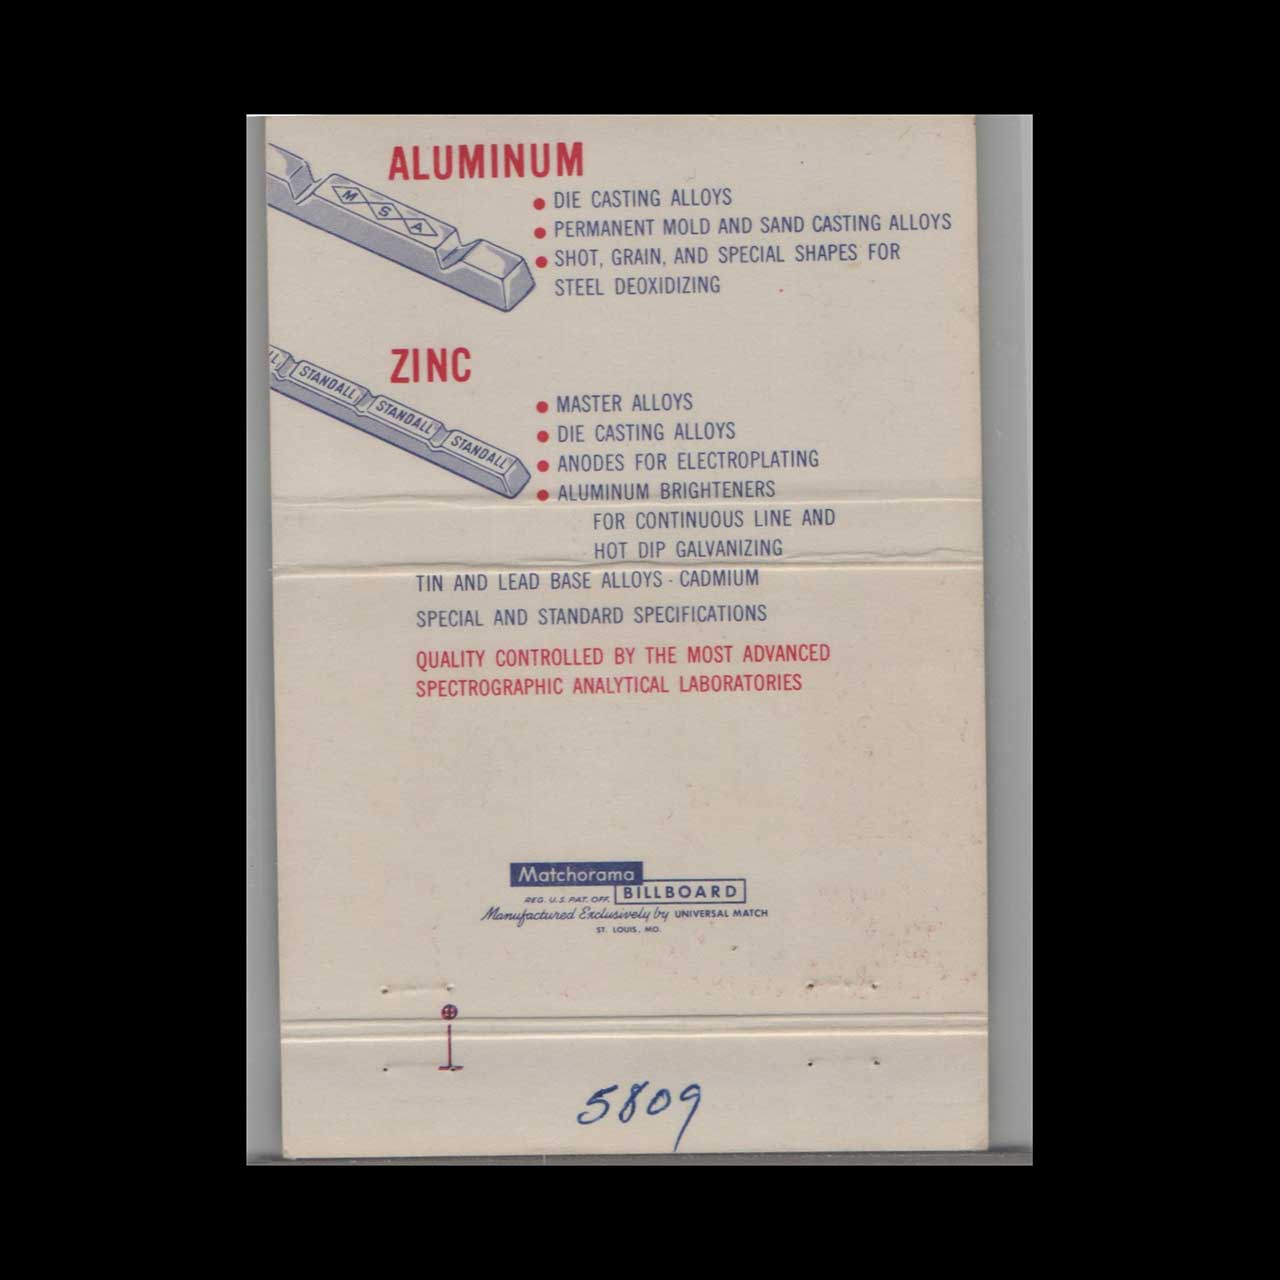 ALUMINUM
M S A
• DIE CASTING ALLOYS
• PERMANENT MOLD AND SAND CASTING ALLOYS
• SHOT, GRAIN, AND SPECIAL SHAPES FOR
STEEL DEOXIDIZING
ZINC
STANDALL STANDALL STANDALL
• MASTER ALLOYS
• DIE CASTING ALLOYS
• ANODES FOR ELECTROPLATING
• ALUMINUM BRIGHTENERS
FOR CONTINUOUS LINE AND
HOT DIP GALVANIZING
TIN AND LEAD BASE ALLOYS - CADMIUM
SPECIAL AND STANDARD SPECIFICATIONS
QUALITY CONTROLLED BY THE MOST ADVANCED
SPECTROGRAPHIC ANALYTICAL LABORATORIES
Matchorama
BILLBOARD
REG. U.S. PAT. OFF.
Manufactured Exclusively by UNIVERSAL MATCH
ST. LOUIS, MO.
5809